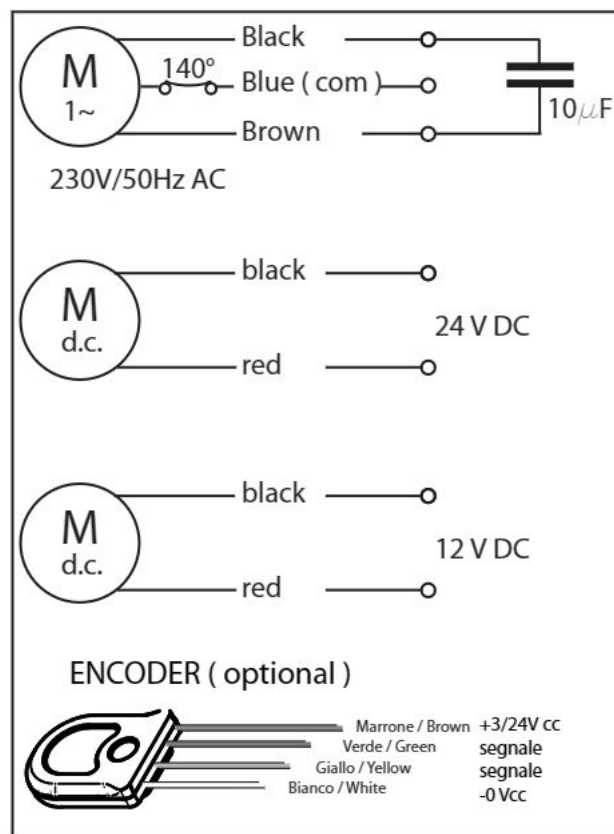 Black
M
1~
140°
Blue ( com )
10μF
Brown
230V/50Hz AC
black
M
d.c.
24 V DC
red
black
M
d.c.
12 V DC
red
ENCODER ( optional )
Marrone / Brown +3/24V cc
Verde / Green segnale
Giallo / Yellow segnale
Bianco / White -0 Vcc